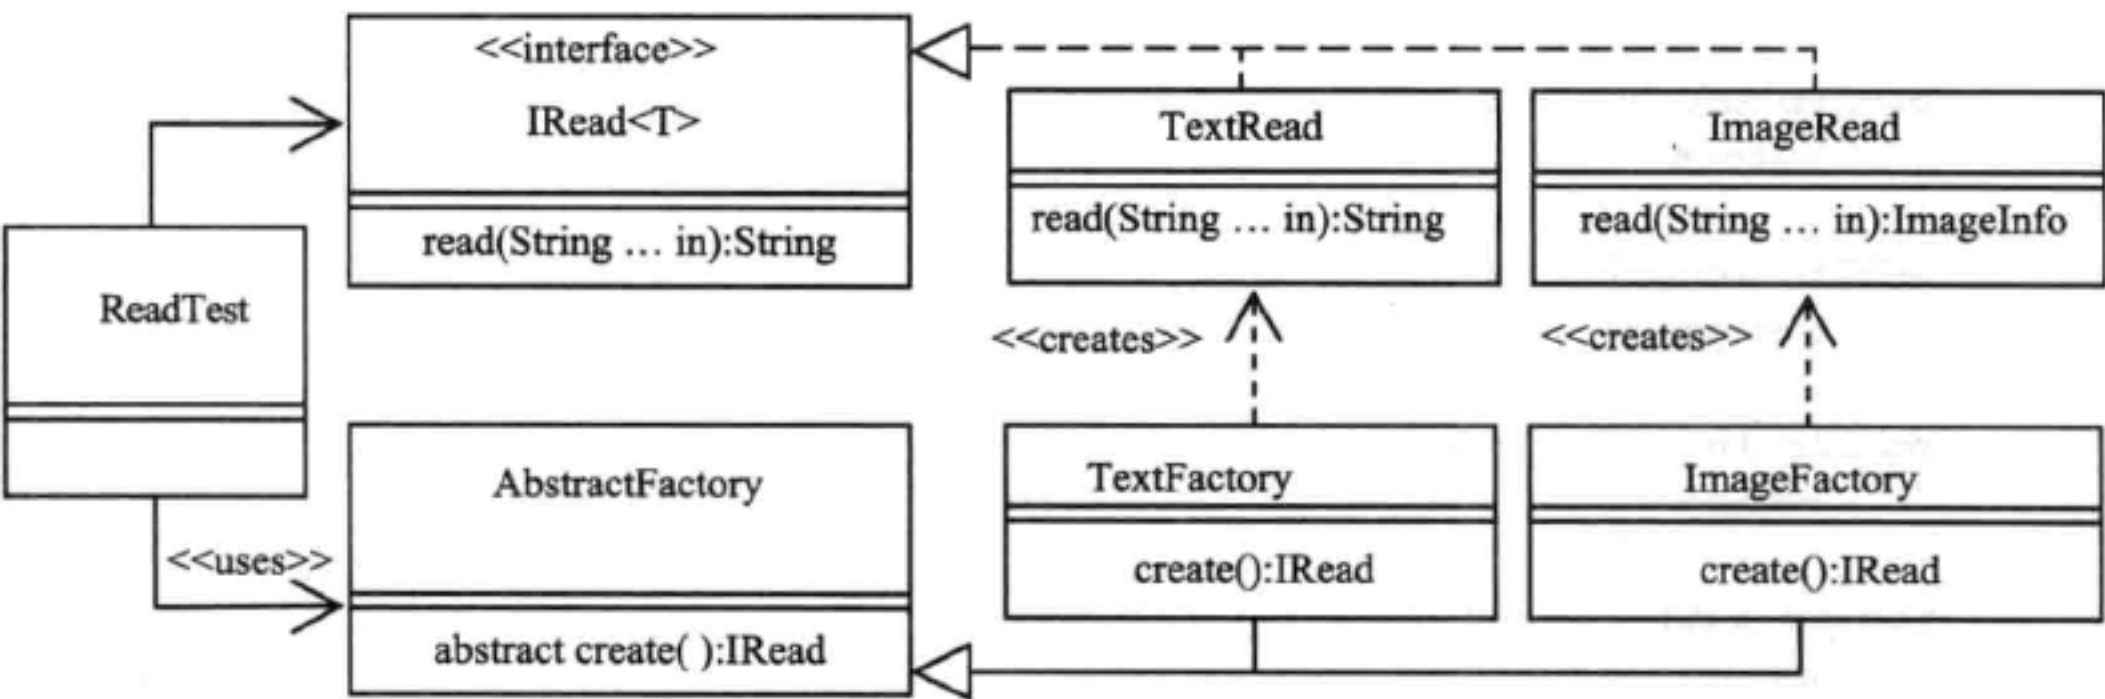 <<interface>>
IRead<T>
read(String ... in):String
TextRead
read(String ... in):String
ImageRead
read(String ... in):ImageInfo
ReadTest
<<creates>>
<<creates>>
<<uses>>
AbstractFactory
abstract create( ):IRead
TextFactory
create():IRead
ImageFactory
create():IRead